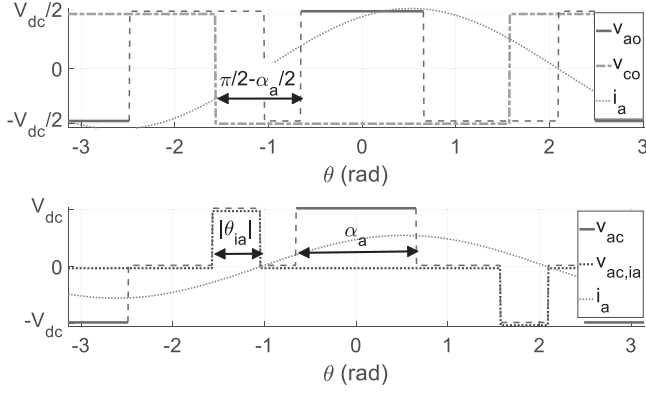 V_dc/2
0
-V_dc/2
π/2-α_a/2
v_ao
v_co
i_a
-3 -2 -1 0 1 2 3
θ (rad)
V_dc
0
-V_dc
|θ_ia|
α_a
v_ac
v_ac,ia
i_a
-3 -2 -1 0 1 2 3
θ (rad)